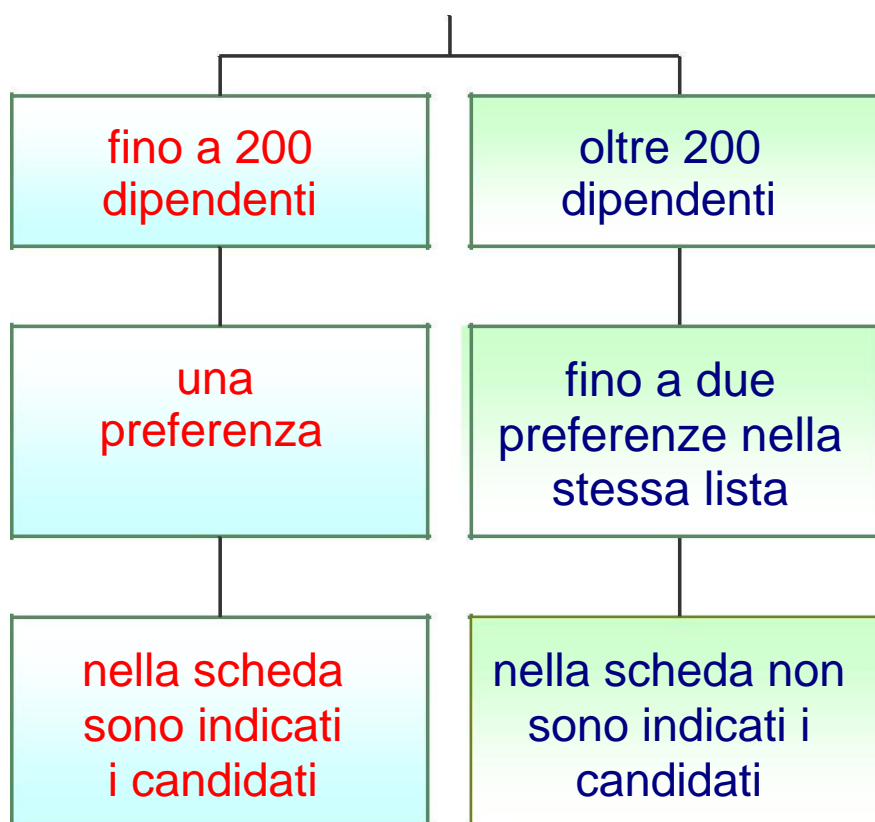 fino a 200
dipendenti
oltre 200
dipendenti
una
preferenza
fino a due
preferenze nella
stessa lista
nella scheda
sono indicati
i candidati
nella scheda non
sono indicati i
candidati